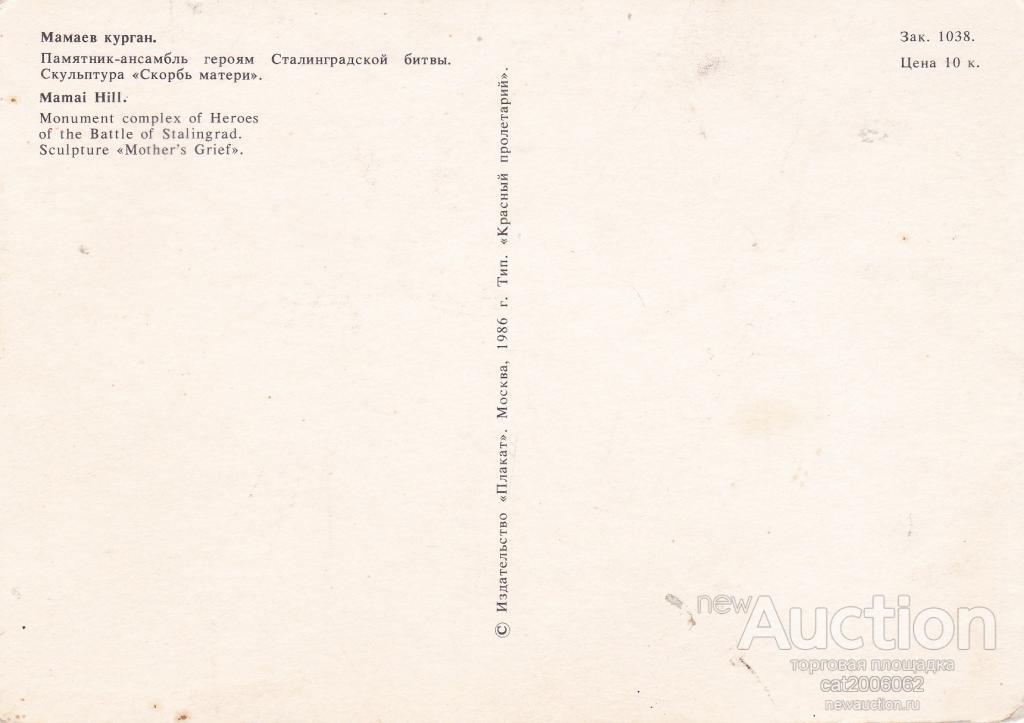 Мамаев курган.
Памятник-ансамбль героям Сталинградской битвы.
Скульптура «Скорбь матери».
Mamai Hill.
Monument complex of Heroes
of the Battle of Stalingrad.
Sculpture «Mother's Grief».
© Издательство «Плакат». Москва, 1986 г. Тип. «Красный пролетарий».
Зак. 1038.
Цена 10 к.
newAuction
торговая площадка
cat2006062
newauction.ru